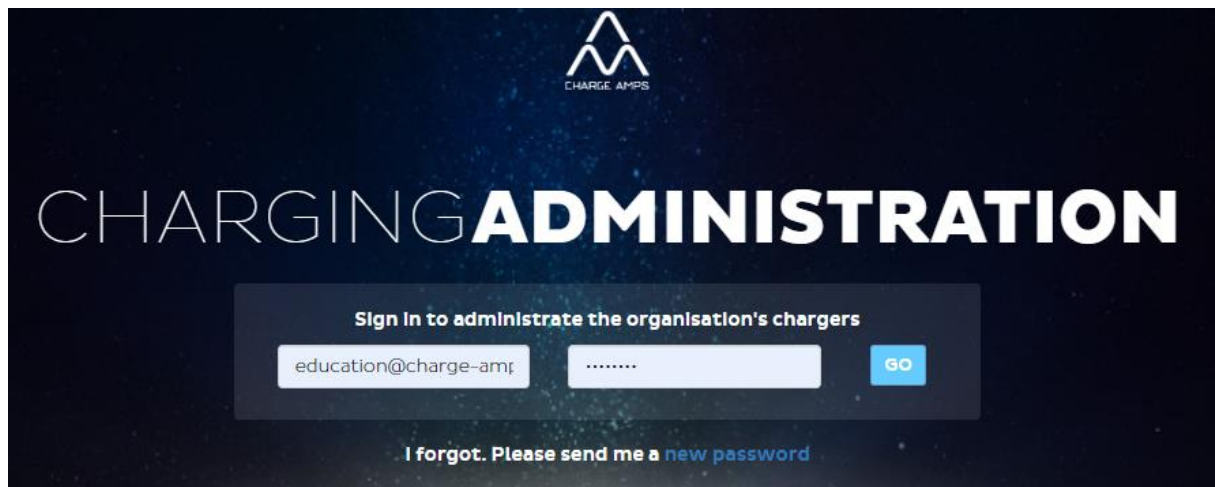 CHARGE AMPS
CHARGINGADMINISTRATION
Sign in to administrate the organisation's chargers
education@charge-amp ........ GO
I forgot. Please send me a new password